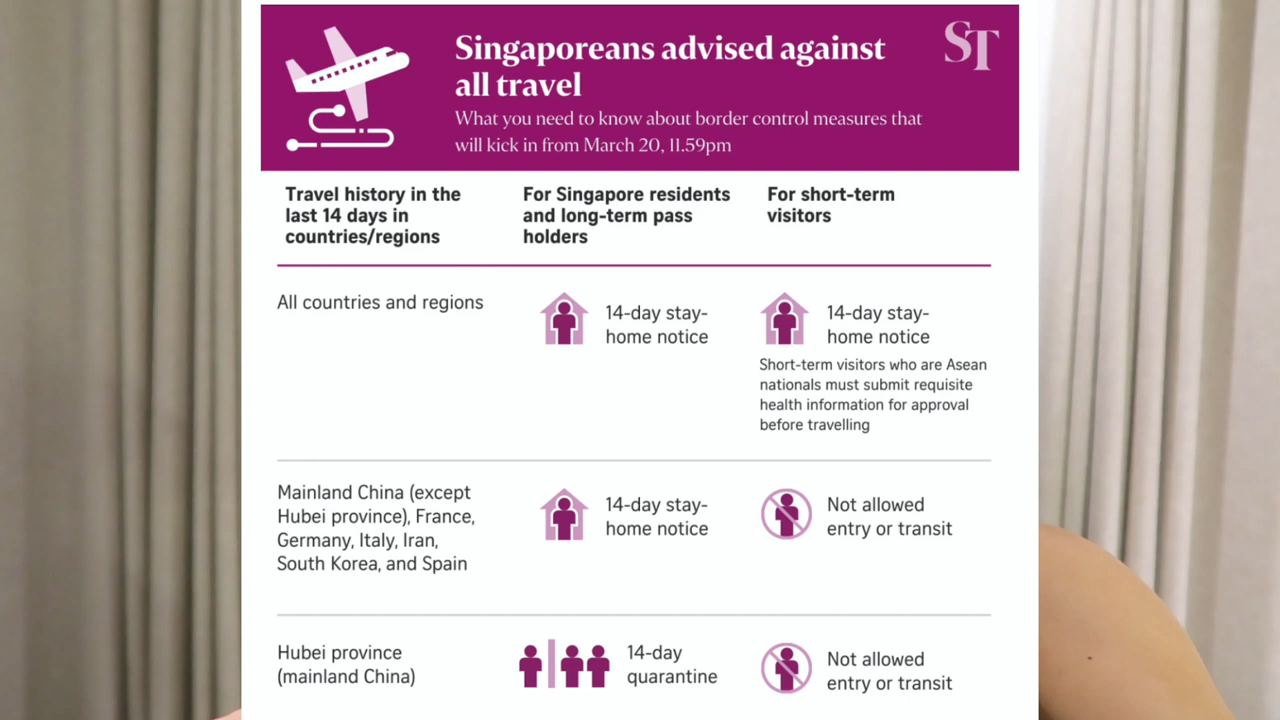 Singaporeans advised against
all travel
ST
What you need to know about border control measures that
will kick in from March 20, 11.59pm
Travel history in the
last 14 days in
countries/regions
For Singapore residents
and long-term pass
holders
For short-term
visitors
All countries and regions
14-day stay-
home notice
14-day stay-
home notice
Short-term visitors who are Asean
nationals must submit requisite
health information for approval
before travelling
Mainland China (except
Hubei province), France,
Germany, Italy, Iran,
South Korea, and Spain
14-day stay-
home notice
Not allowed
entry or transit
Hubei province
(mainland China)
14-day
quarantine
Not allowed
entry or transit